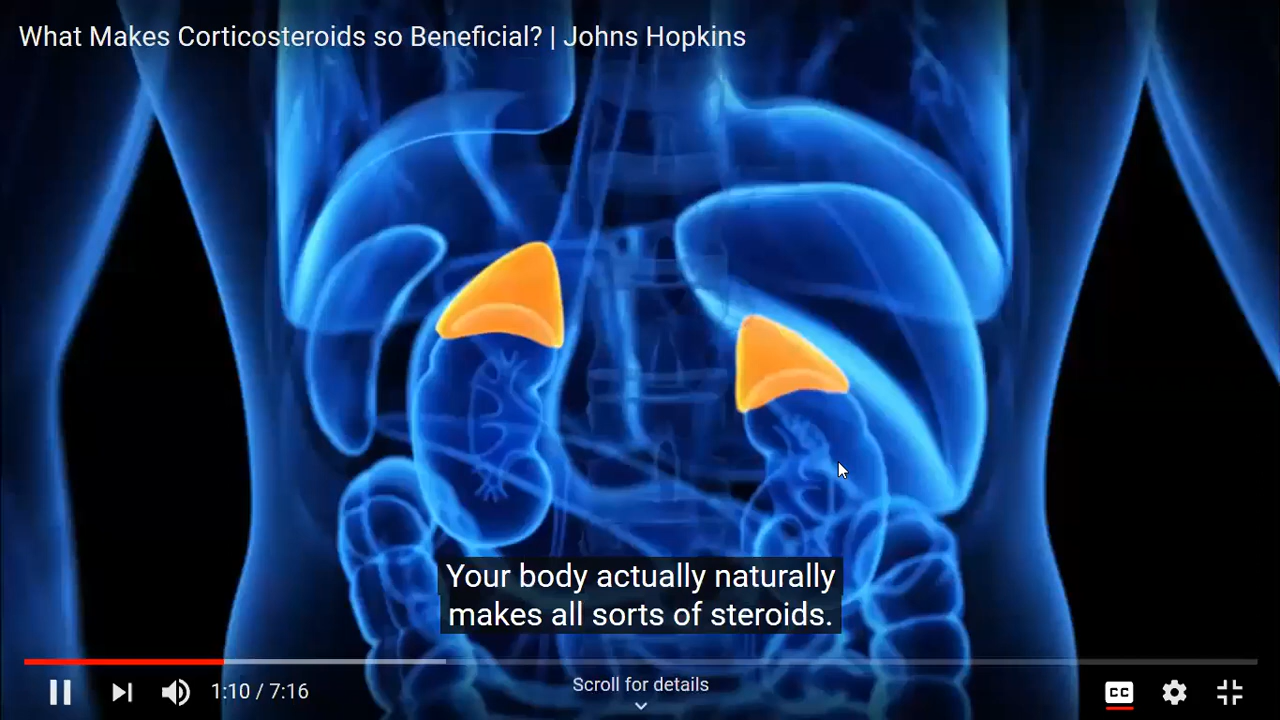 What Makes Corticosteroids so Beneficial? | Johns Hopkins
Your body actually naturally
makes all sorts of steroids.
1:10 / 7:16
Scroll for details
CC